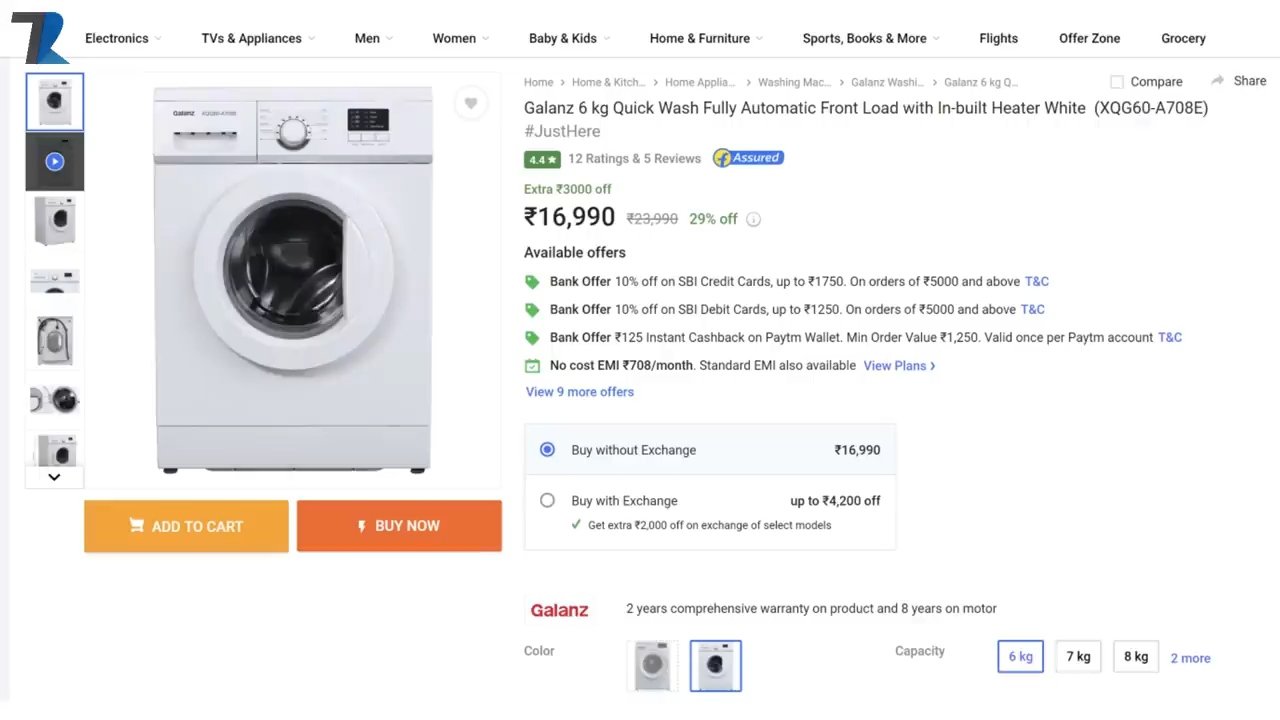 Electronics TVs & Appliances Men Women Baby & Kids Home & Furniture Sports, Books & More Flights Offer Zone Grocery
Home > Home & Kitch... > Home Applia... > Washing Mac... > Galanz Washi... > Galanz 6 kg Q...
Compare Share
Galanz 6 kg Quick Wash Fully Automatic Front Load with In-built Heater White (XQG60-A708E)
#JustHere
4.4 ★ 12 Ratings & 5 Reviews Assured
Extra ₹3000 off
₹16,990 ₹23,990 29% off
Available offers
Bank Offer 10% off on SBI Credit Cards, up to ₹1750. On orders of ₹5000 and above T&C
Bank Offer 10% off on SBI Debit Cards, up to ₹1250. On orders of ₹5000 and above T&C
Bank Offer ₹125 Instant Cashback on Paytm Wallet. Min Order Value ₹1,250. Valid once per Paytm account T&C
No cost EMI ₹708/month. Standard EMI also available View Plans >
View 9 more offers
Buy without Exchange ₹16,990
Buy with Exchange up to ₹4,200 off
Get extra ₹2,000 off on exchange of select models
Galanz XQG60-A708E
ADD TO CART BUY NOW
Galanz 2 years comprehensive warranty on product and 8 years on motor
Color Capacity 6 kg 7 kg 8 kg 2 more